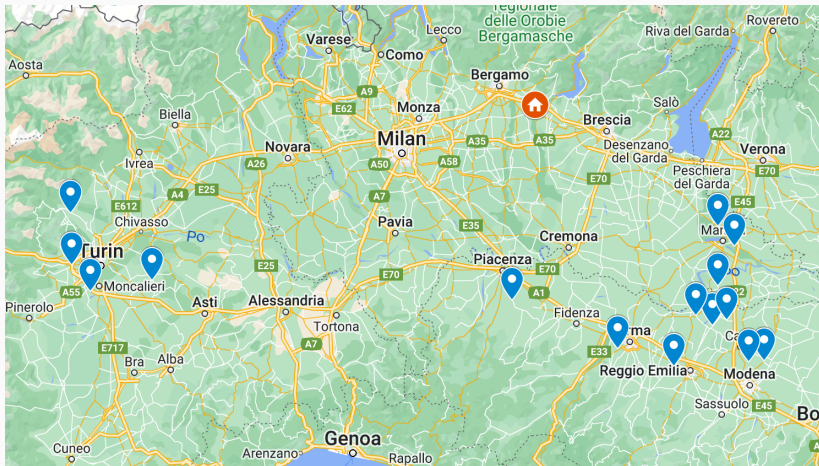 regionale
delle Orobie
Bergamasche
Rovereto
Riva del Garda
Lecco
Varese
Como
Aosta
Bergamo
A9
E62
Monza
Salò
Biella
Brescia
A22
Milan
A35
A35
Desenzano
del Garda
Verona
Novara
Ivrea
A26
A50
A58
E70
Peschiera
del Garda
E70
A4
E25
A7
E45
E612
Chivasso
Pavia
E35
Po
Cremona
Turin
Piacenza
E70
E25
E70
A55
Moncalieri
A1
Asti
Alessandria
Pinerolo
Fidenza
Tortona
E33
A7
E717
Bra
Alba
Reggio Emilia
Modena
Sassuolo
E45
Bo
Genoa
Cuneo
Arenzano
Rapallo